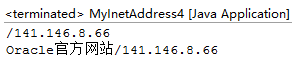 <terminated> MyInetAddress4 [Java Application]
/141.146.8.66
Oracle官方网站/141.146.8.66